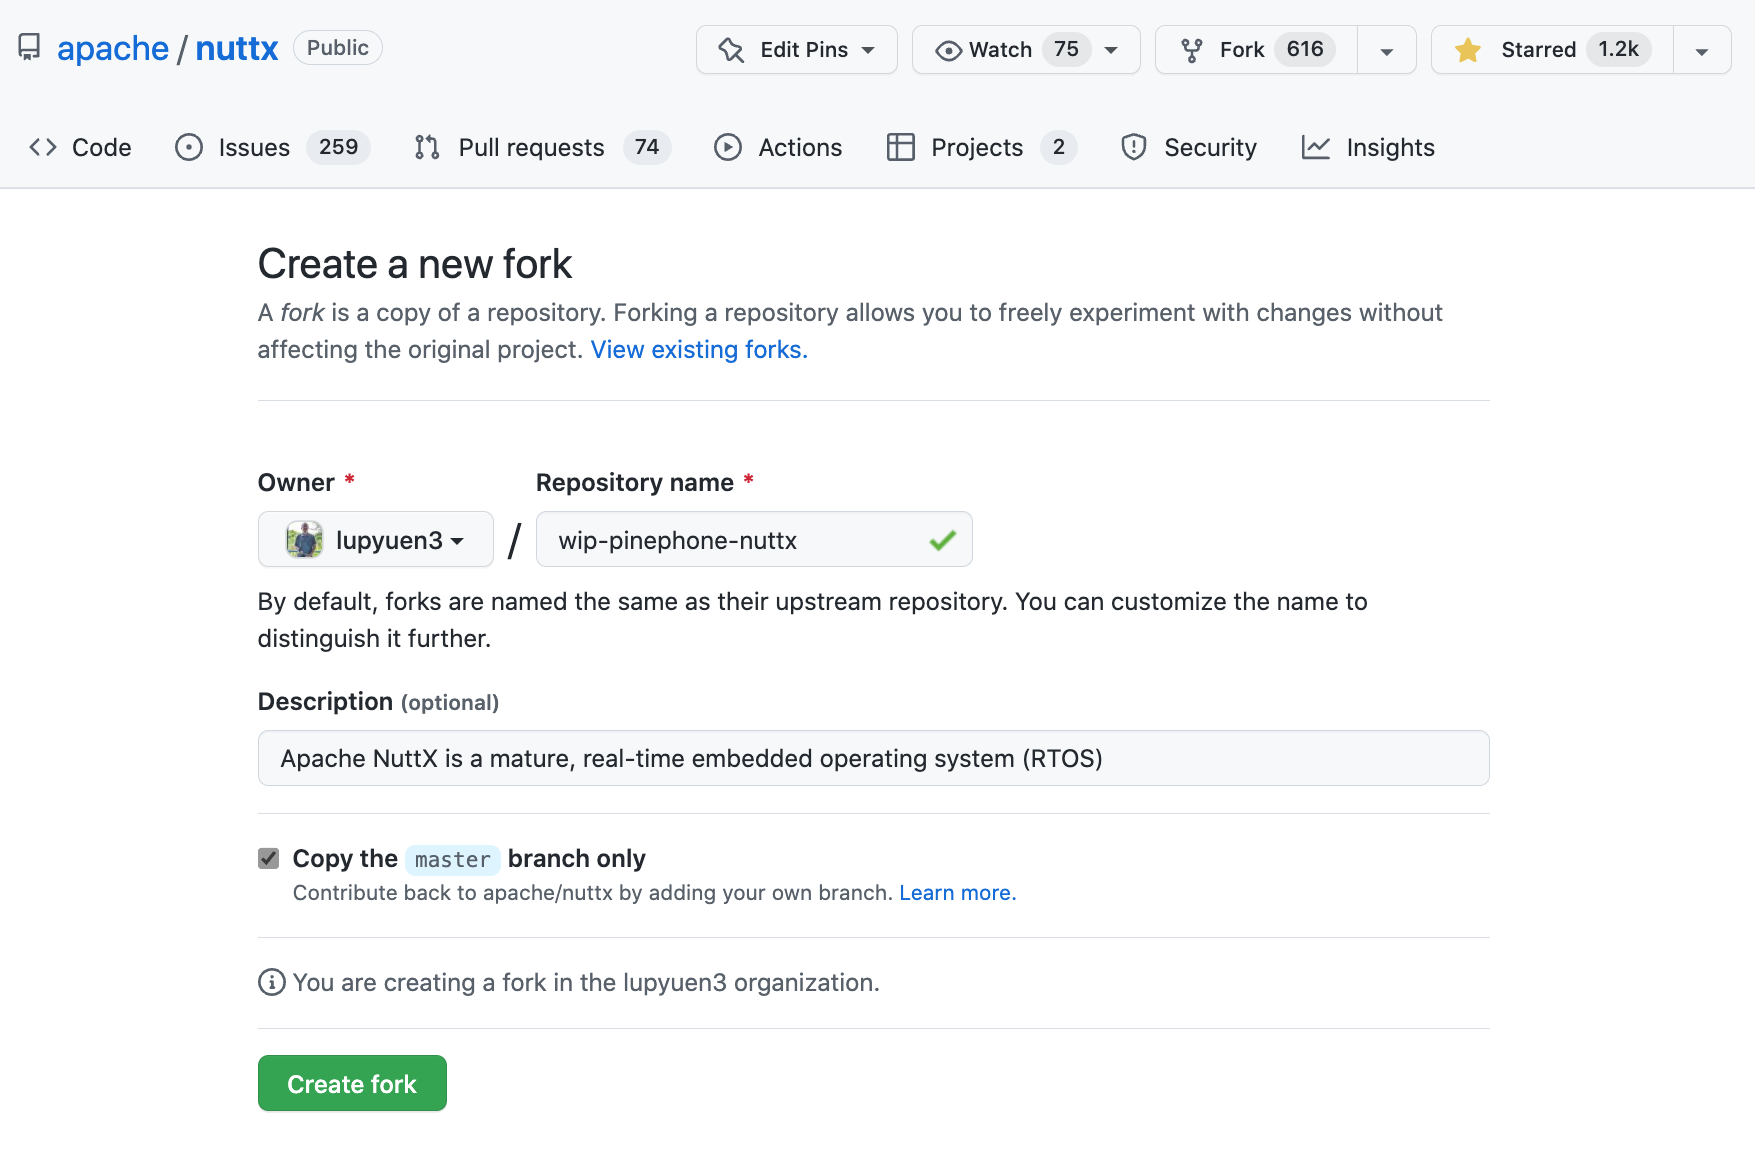 apache / nuttx Public Edit Pins Watch 75 Fork 616 Starred 1.2k
Code Issues 259 Pull requests 74 Actions Projects 2 Security Insights
Create a new fork
A fork is a copy of a repository. Forking a repository allows you to freely experiment with changes without
affecting the original project. View existing forks.
Owner * Repository name *
lupyuen3 / wip-pinephone-nuttx
By default, forks are named the same as their upstream repository. You can customize the name to
distinguish it further.
Description (optional)
Apache NuttX is a mature, real-time embedded operating system (RTOS)
Copy the master branch only
Contribute back to apache/nuttx by adding your own branch. Learn more.
You are creating a fork in the lupyuen3 organization.
Create fork